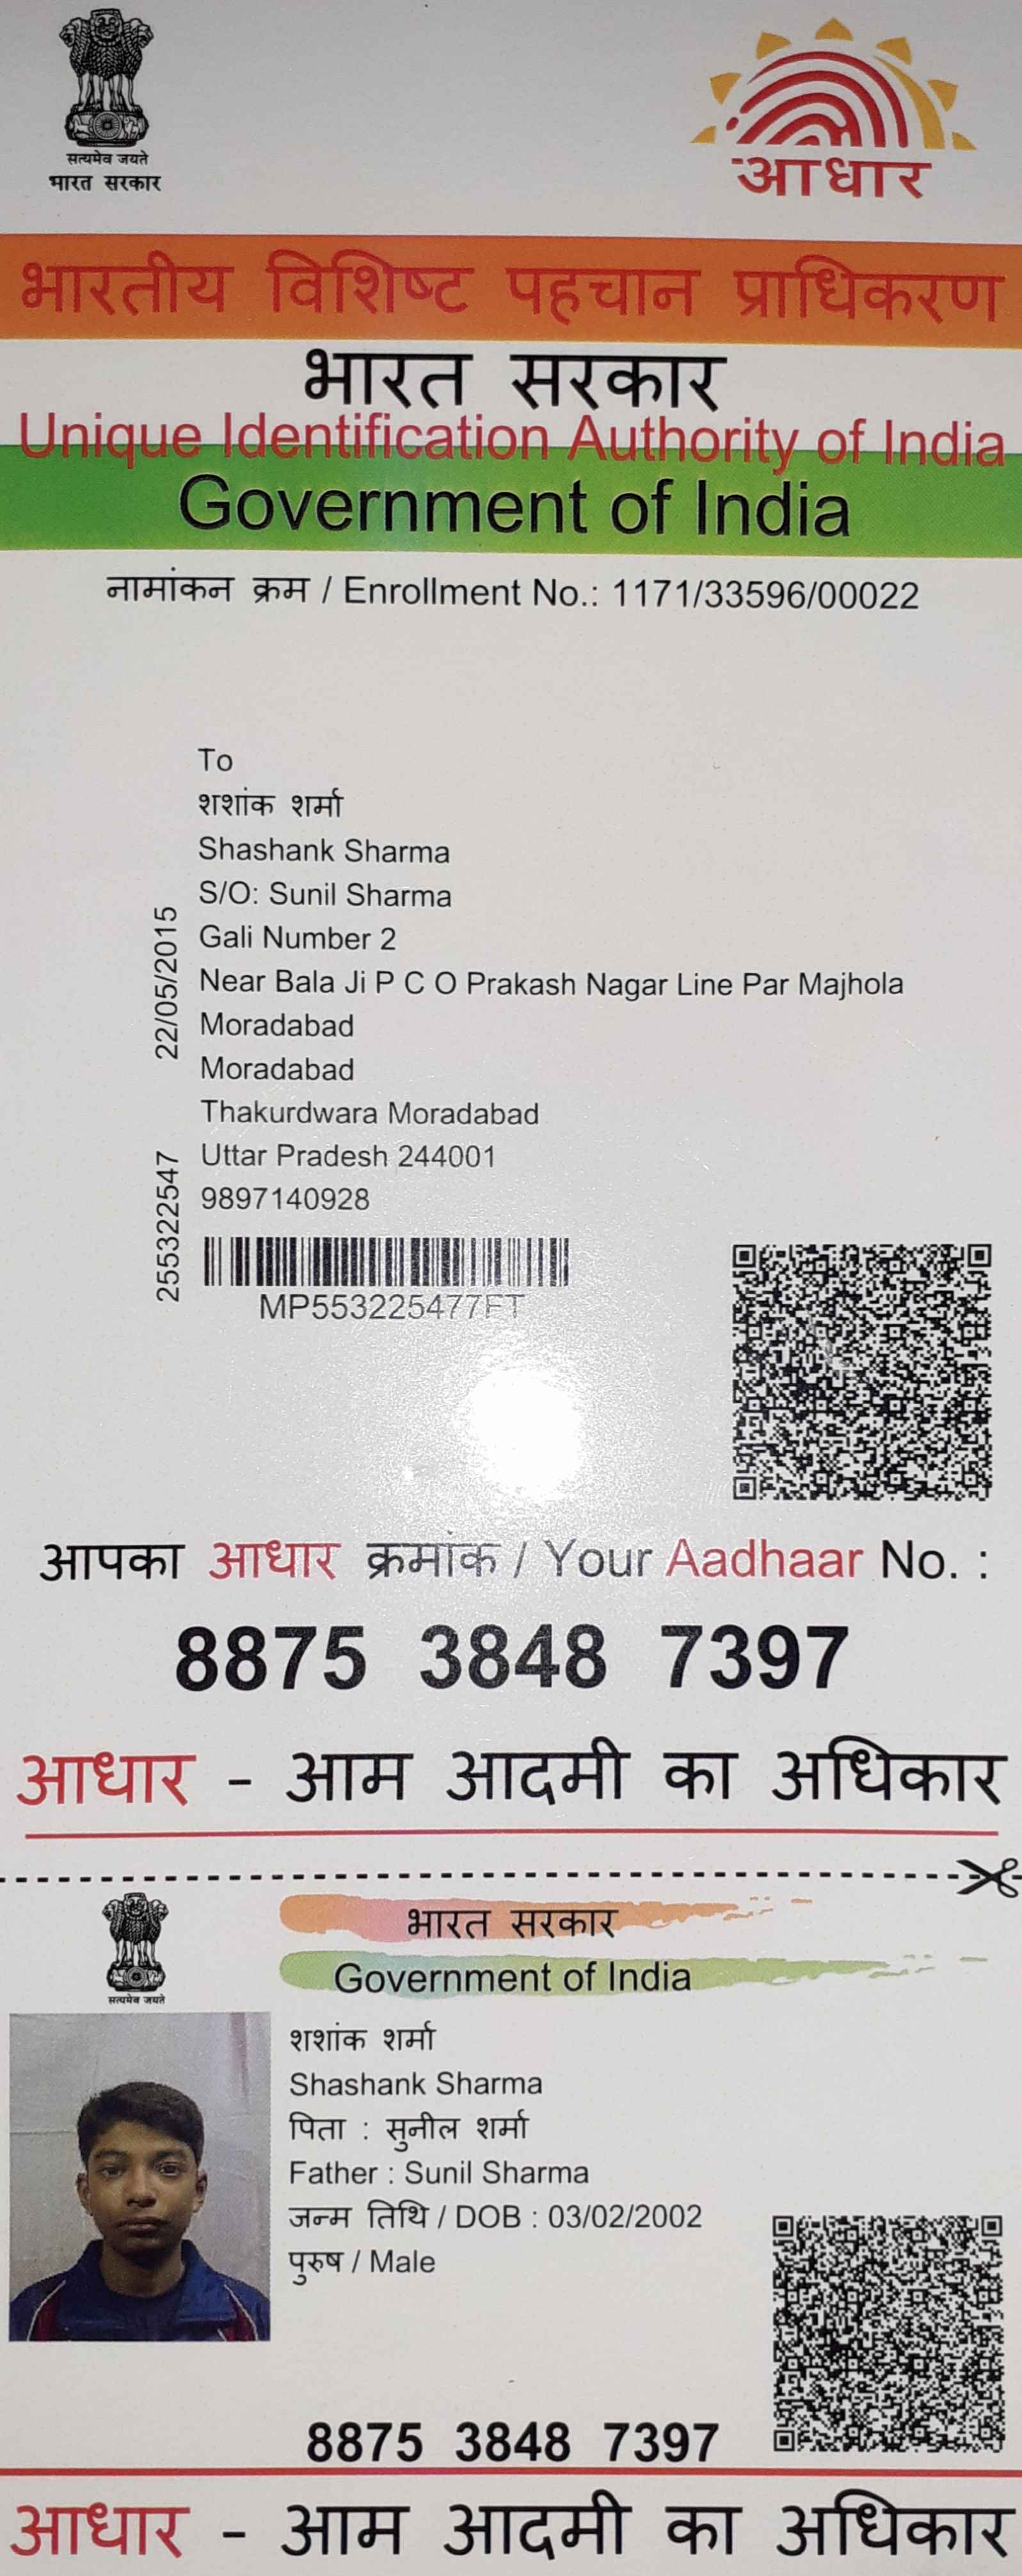 सत्यमेव जयते
भारत सरकार
आधार
भारतीय विशिष्ट पहचान प्राधिकरण
भारत सरकार
Unique Identification Authority of India
Government of India
नामांकन क्रम / Enrollment No.: 1171/33596/00022
To
शशांक शर्मा
Shashank Sharma
S/O: Sunil Sharma
Gali Number 2
Near Bala Ji P C O Prakash Nagar Line Par Majhola
Moradabad
Moradabad
Thakurdwara Moradabad
Uttar Pradesh 244001
9897140928
22/05/2015
255322547
MP553225477FT
आपका आधार क्रमांक / Your Aadhaar No. :
8875 3848 7397
आधार - आम आदमी का अधिकार
सत्यमेव जयते
भारत सरकार
Government of India
शशांक शर्मा
Shashank Sharma
पिता : सुनील शर्मा
Father : Sunil Sharma
जन्म तिथि / DOB : 03/02/2002
पुरुष / Male
8875 3848 7397
आधार - आम आदमी का अधिकार